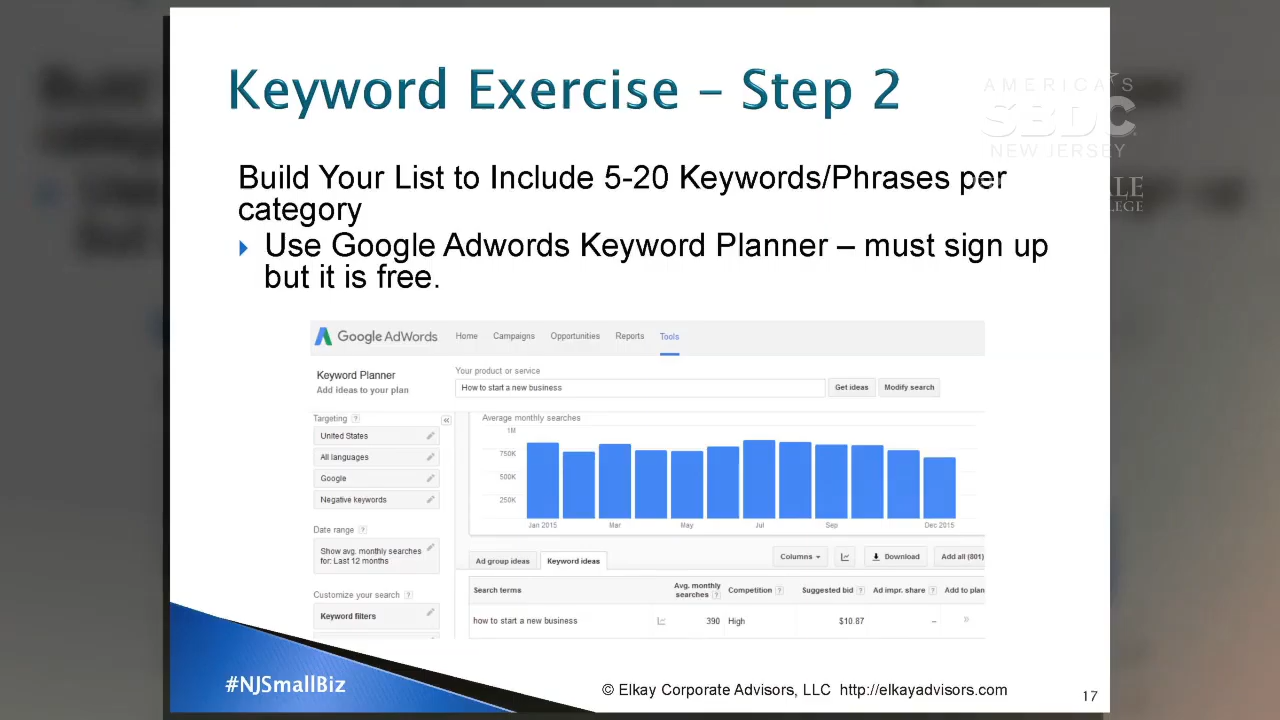 Keyword Exercise – Step 2
AMERICA'S
SBDC
NEW JERSEY
Build Your List to Include 5-20 Keywords/Phrases per
category
Use Google Adwords Keyword Planner – must sign up
but it is free.
Google AdWords Home Campaigns Opportunities Reports Tools
Keyword Planner
Add ideas to your plan
Your product or service
How to start a new business Get ideas Modify search
Targeting ?
United States
All languages
Google
Negative keywords
Date range ?
Show avg. monthly searches
for: Last 12 months
Customize your search ?
Keyword filters
Average monthly searches
1M
750K
500K
250K
Jan 2015 Mar May Jul Sep Dec 2015
Ad group ideas Keyword ideas Columns Download Add all (801)
Search terms Avg. monthly searches ? Competition ? Suggested bid ? Ad impr. share ? Add to plan
how to start a new business 390 High $10.87 – »
#NJSmallBiz
© Elkay Corporate Advisors, LLC http://elkayadvisors.com
17